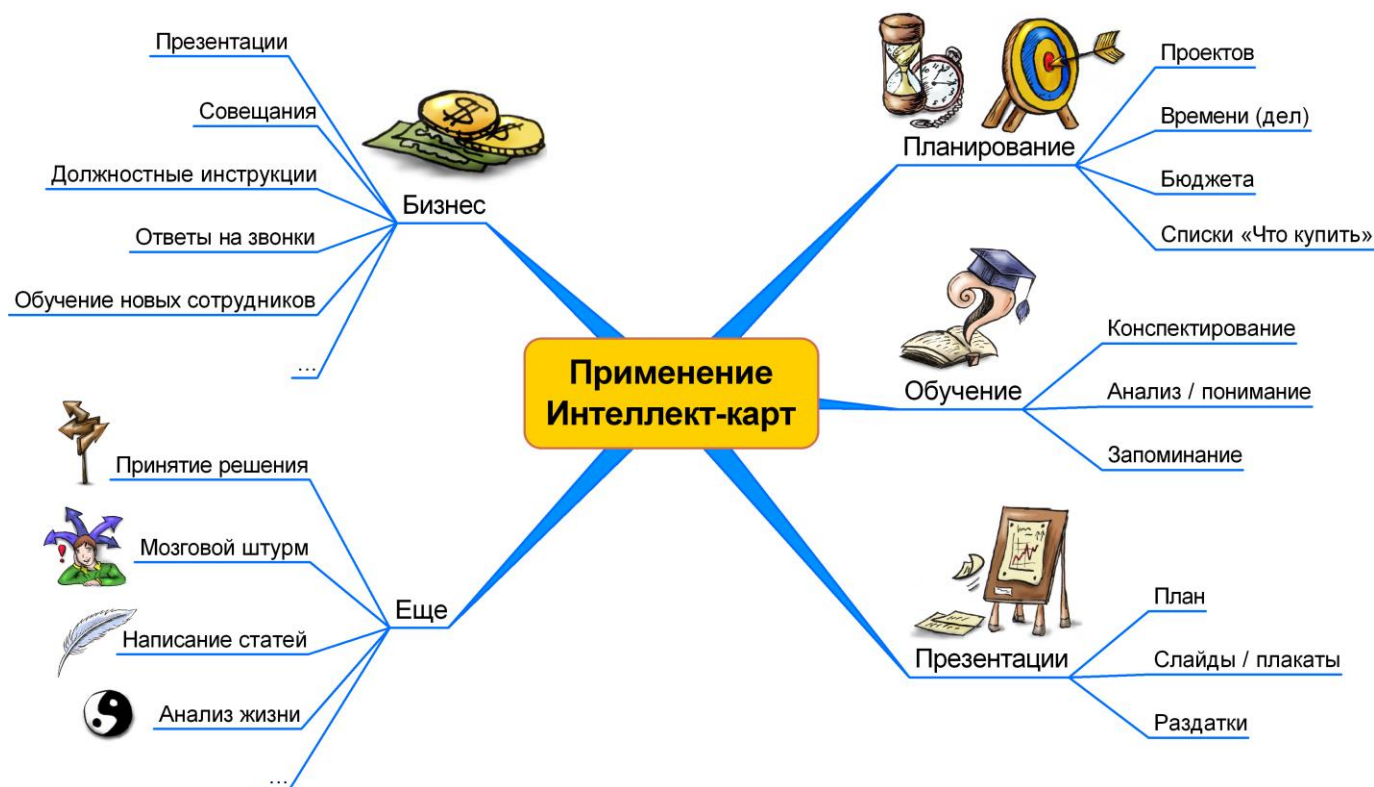 Применение
Интеллект-карт
Планирование
Проектов
Времени (дел)
Бюджета
Списки «Что купить»
Обучение
Конспектирование
Анализ / понимание
Запоминание
Презентации
План
Слайды / плакаты
Раздатки
Бизнес
Презентации
Совещания
Должностные инструкции
Ответы на звонки
Обучение новых сотрудников
...
Еще
Принятие решения
Мозговой штурм
Написание статей
Анализ жизни
...